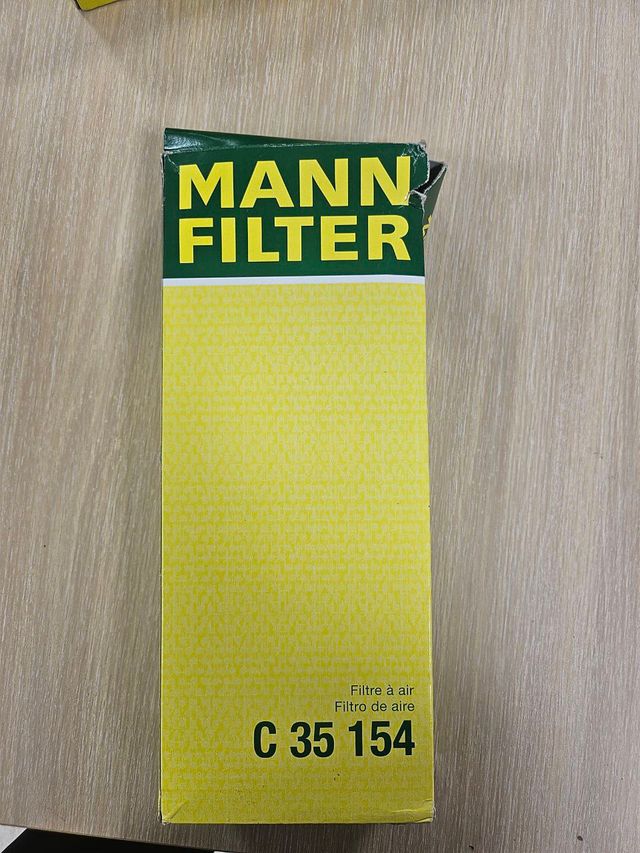 MANN
FILTER
Filtre à air
Filtro de aire
C 35 154